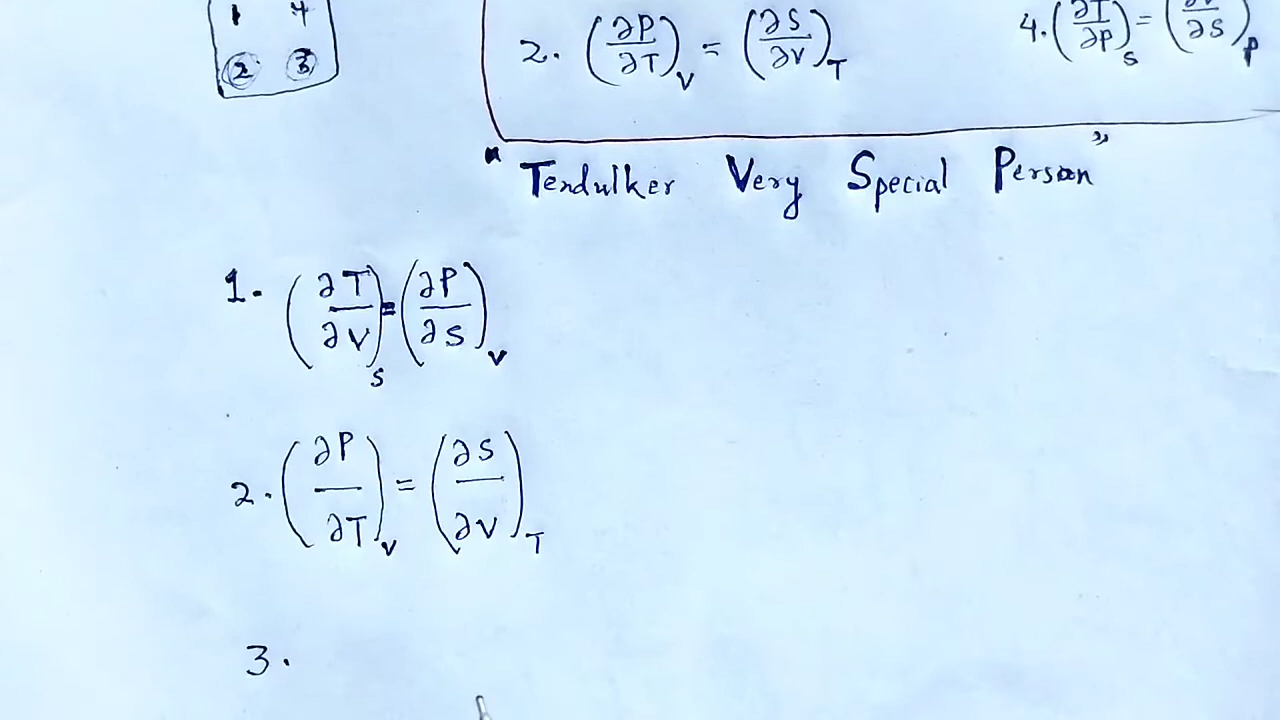 1 4
2 3
2. (∂P/∂T)_V = (∂S/∂V)_T
4. (∂T/∂P)_S = (∂V/∂S)_P
" Tendulker Very Special Person "
1. (∂T/∂V)_S = (∂P/∂S)_V
2. (∂P/∂T)_V = (∂S/∂V)_T
3.